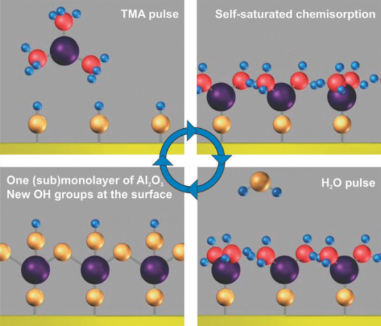 TMA pulse
Self-saturated chemisorption
One (sub)monolayer of Al₂O₃
New OH groups at the surface
H₂O pulse